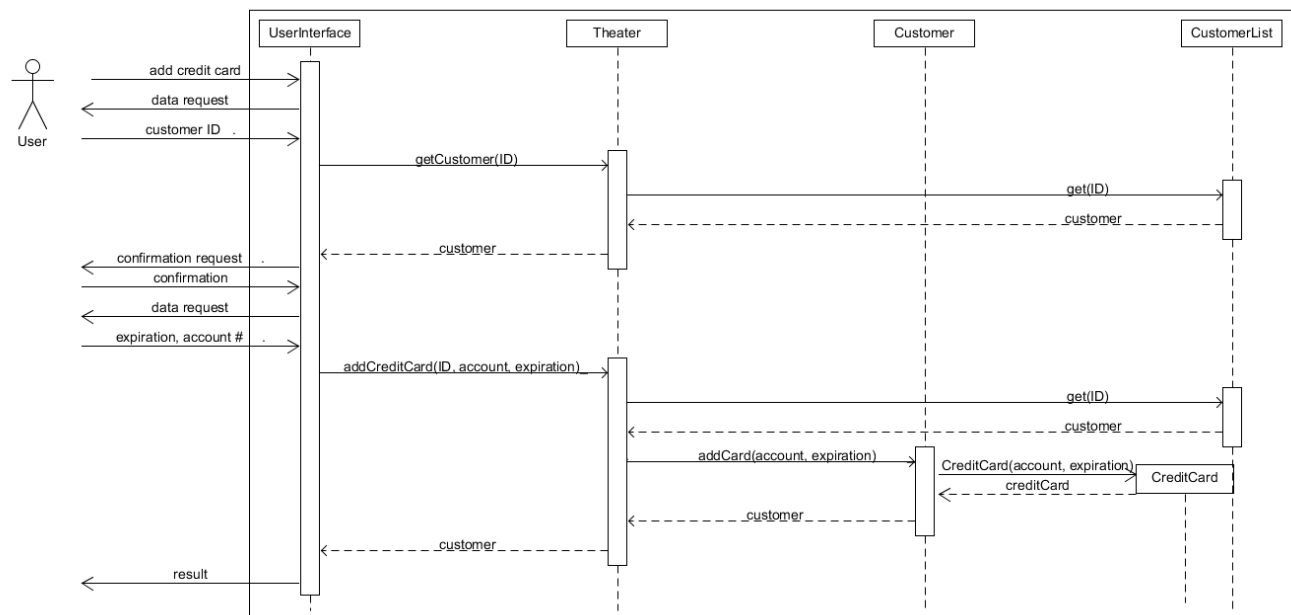 UserInterface
Theater
Customer
CustomerList
User
add credit card
data request
customer ID .
getCustomer(ID)
get(ID)
customer
customer
confirmation request .
confirmation
data request
expiration, account # .
addCreditCard(ID, account, expiration)_
get(ID)
customer
addCard(account, expiration)
CreditCard(account, expiration)
CreditCard
creditCard
customer
customer
result